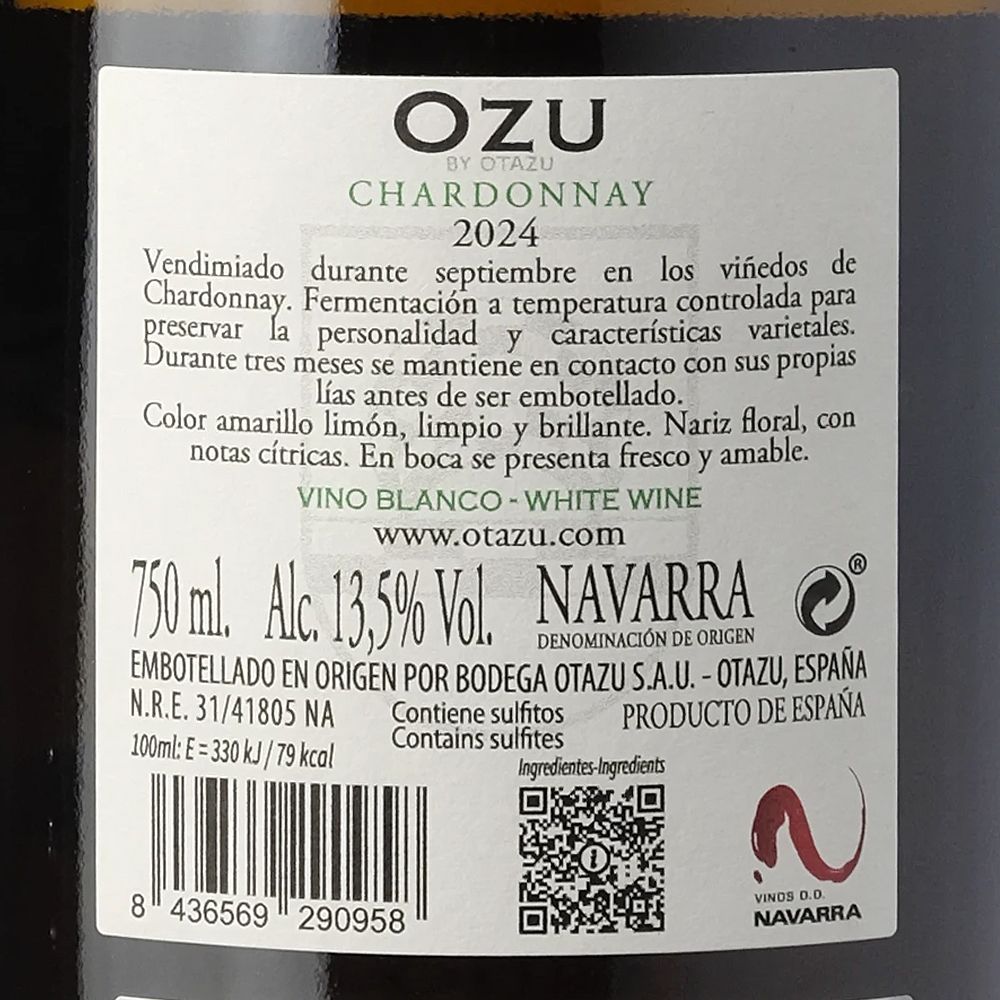 OZU
BY OTAZU
CHARDONNAY
2024
Vendimiado durante septiembre en los viñedos de
Chardonnay. Fermentación a temperatura controlada para
preservar la personalidad y características varietales.
Durante tres meses se mantiene en contacto con sus propias
lías antes de ser embotellado.
Color amarillo limón, limpio y brillante. Nariz floral, con
notas cítricas. En boca se presenta fresco y amable.
VINO BLANCO - WHITE WINE
www.otazu.com
750 ml. Alc. 13,5% Vol. NAVARRA ®
DENOMINACIÓN DE ORIGEN
EMBOTELLADO EN ORIGEN POR BODEGA OTAZU S.A.U. - OTAZU, ESPAÑA
N.R.E. 31/41805 NA Contiene sulfitos PRODUCTO DE ESPAÑA
Contains sulfites
100ml: E = 330 kJ / 79 kcal
Ingredientes-Ingredients
i
VINOS D.O.
NAVARRA
8 436569 290958